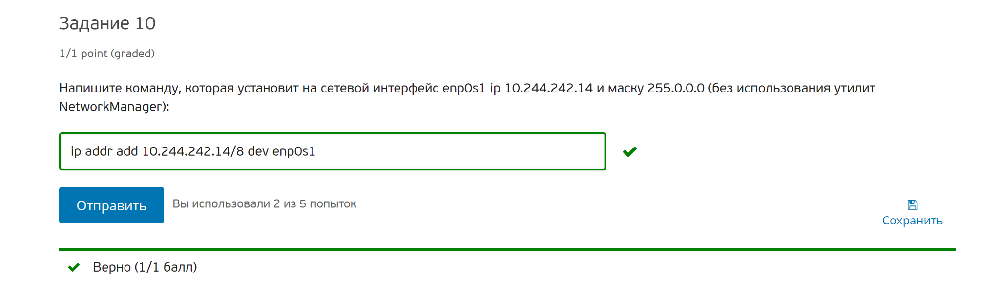 Задание 10
1/1 point (graded)
Напишите команду, которая установит на сетевой интерфейс enp0s1 ip 10.244.242.14 и маску 255.0.0.0 (без использования утилит
NetworkManager):
ip addr add 10.244.242.14/8 dev enp0s1
Отправить
Вы использовали 2 из 5 попыток
Сохранить
Верно (1/1 балл)